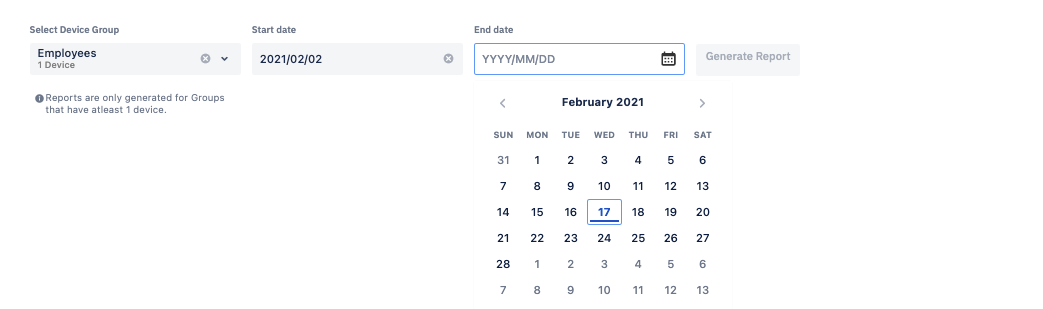 Select Device Group
Start date
End date
Employees
1 Device
2021/02/02
YYYY/MM/DD
Generate Report
Reports are only generated for Groups
that have atleast 1 device.
February 2021
SUN MON TUE WED THU FRI SAT
31 1 2 3 4 5 6
7 8 9 10 11 12 13
14 15 16 17 18 19 20
21 22 23 24 25 26 27
28 1 2 3 4 5 6
7 8 9 10 11 12 13